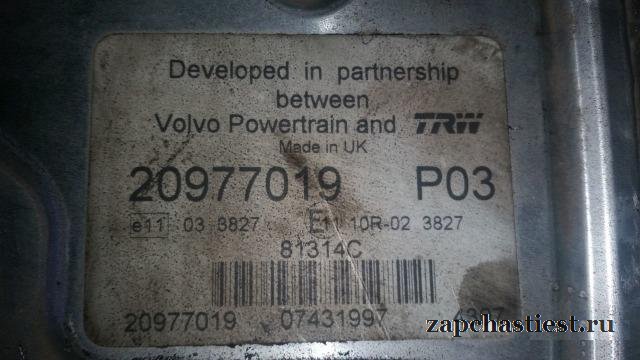 Developed in partnership
between
Volvo Powertrain and TRW
Made in UK
20977019 P03
e11 03 3827 E11 10R-02 3827
81314C
20977019 07431997
zapchastiest.ru